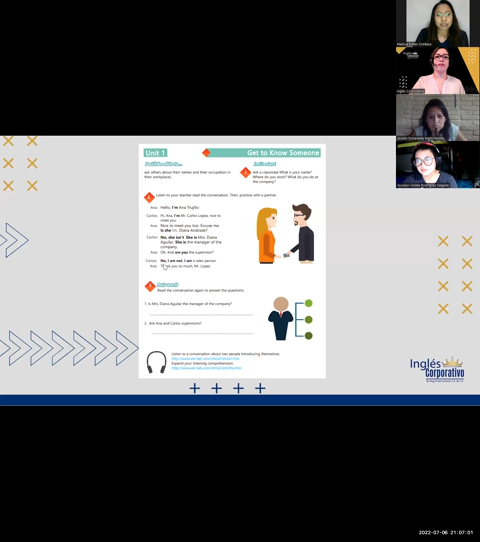 Unit 1
Get to Know Someone
ask others about their names and their occupation in
their workplaces
Let's start
1
Ask a classmate What is your name?
Where do you work? What do you do at
the company?
2
Listen to your teacher read the conversation. Then, practice with a partner
Ana: Hello, I'm Ana Trujillo
Carlos: Hi Ana. I'm Mr. Carlos Lopez, nice to
meet you.
Ana: Nice to meet you too. Excuse me.
Is she Mrs. Diana Andrade?
Carlos: No, she isn't. She is Mrs. Diana
Aguilar. She is the manager of the
company.
Ana: OK. And are you the supervisor?
Carlos: No, I am not. I am a sales person
Ana: you so much, Mr. Lopez
Read the conversation again to answer the questions
1. Is Mrs. Diana Aguilar the manager of the company?
2. Are Ana and Carlos supervisors?
Listen to a conversation about two people introducing themselves.
Expand your listening comprehension
Inglés
Corporativo
2022-07-06 21:07:01